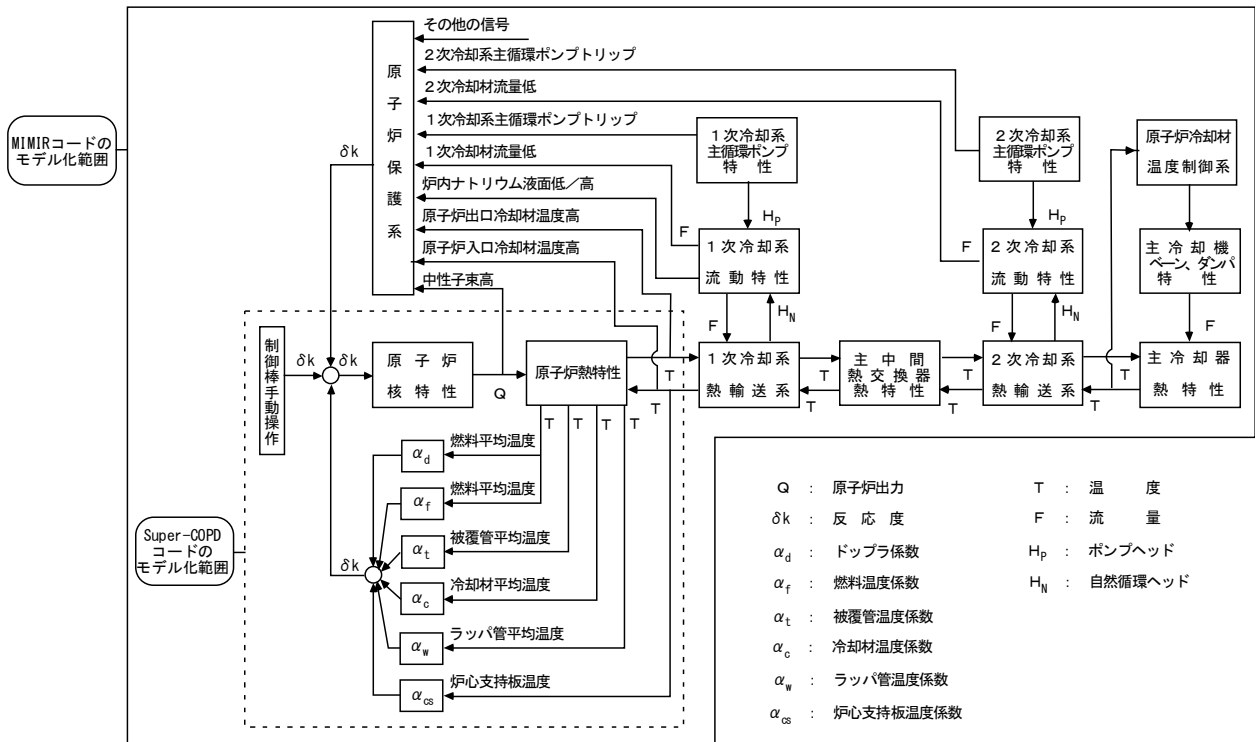 その他の信号
2次冷却系主循環ポンプトリップ
2次冷却材流量低
1次冷却系主循環ポンプトリップ
1次冷却材流量低
炉内ナトリウム液面低／高
原子炉出口冷却材温度高
原子炉入口冷却材温度高
中性子束高
原子炉保護系
MIMIRコードの
モデル化範囲
δk
1次冷却系
主循環ポンプ
特性
2次冷却系
主循環ポンプ
特性
原子炉冷却材
温度制御系
HP
HP
F
1次冷却系
流動特性
F
2次冷却系
流動特性
主冷却機
ベーン、ダンパ
特性
F
HN
F
HN
F
制御棒手動操作
δk
δk
原子炉
核特性
Q
原子炉熱特性
T
T
1次冷却系
熱輸送系
T
T
主中間
熱交換器
熱特性
T
T
2次冷却系
熱輸送系
T
T
主冷却器
熱特性
T
T
T
T
燃料平均温度
αd
燃料平均温度
αf
被覆管平均温度
αt
冷却材平均温度
αc
ラッパ管平均温度
αw
炉心支持板温度
αcs
δk
Super-COPD
コードの
モデル化範囲
Q : 原子炉出力
δk : 反応度
αd : ドップラ係数
αf : 燃料温度係数
αt : 被覆管温度係数
αc : 冷却材温度係数
αw : ラッパ管温度係数
αcs : 炉心支持板温度係数
T : 温度
F : 流量
HP : ポンプヘッド
HN : 自然循環ヘッド